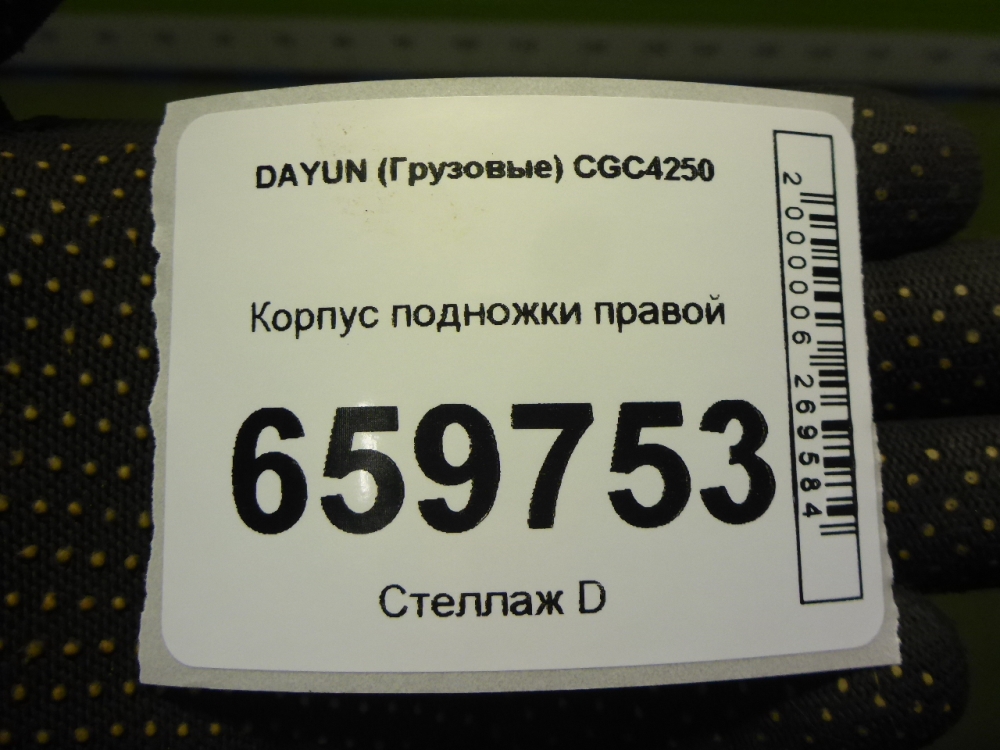 DAYUN (Грузовые) CGC4250
Корпус подножки правой
659753
Стеллаж D
2000006269584